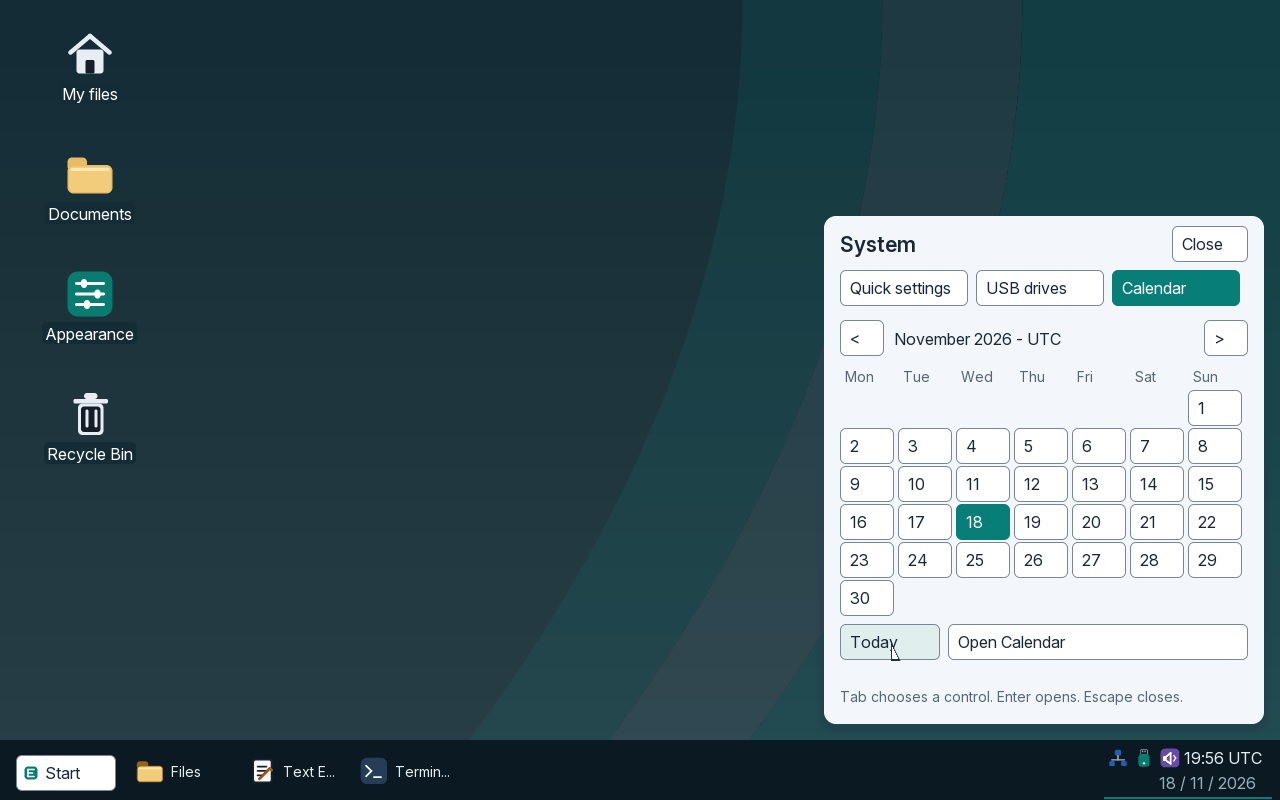 My files
Documents
Appearance
Recycle Bin
System
Close
Quick settings
USB drives
Calendar
<
November 2026 - UTC
>
Mon Tue Wed Thu Fri Sat Sun
1
2 3 4 5 6 7 8
9 10 11 12 13 14 15
16 17 18 19 20 21 22
23 24 25 26 27 28 29
30
Today
Open Calendar
Tab chooses a control. Enter opens. Escape closes.
Start
Files
Text E...
Termin...
19:56 UTC
18 / 11 / 2026